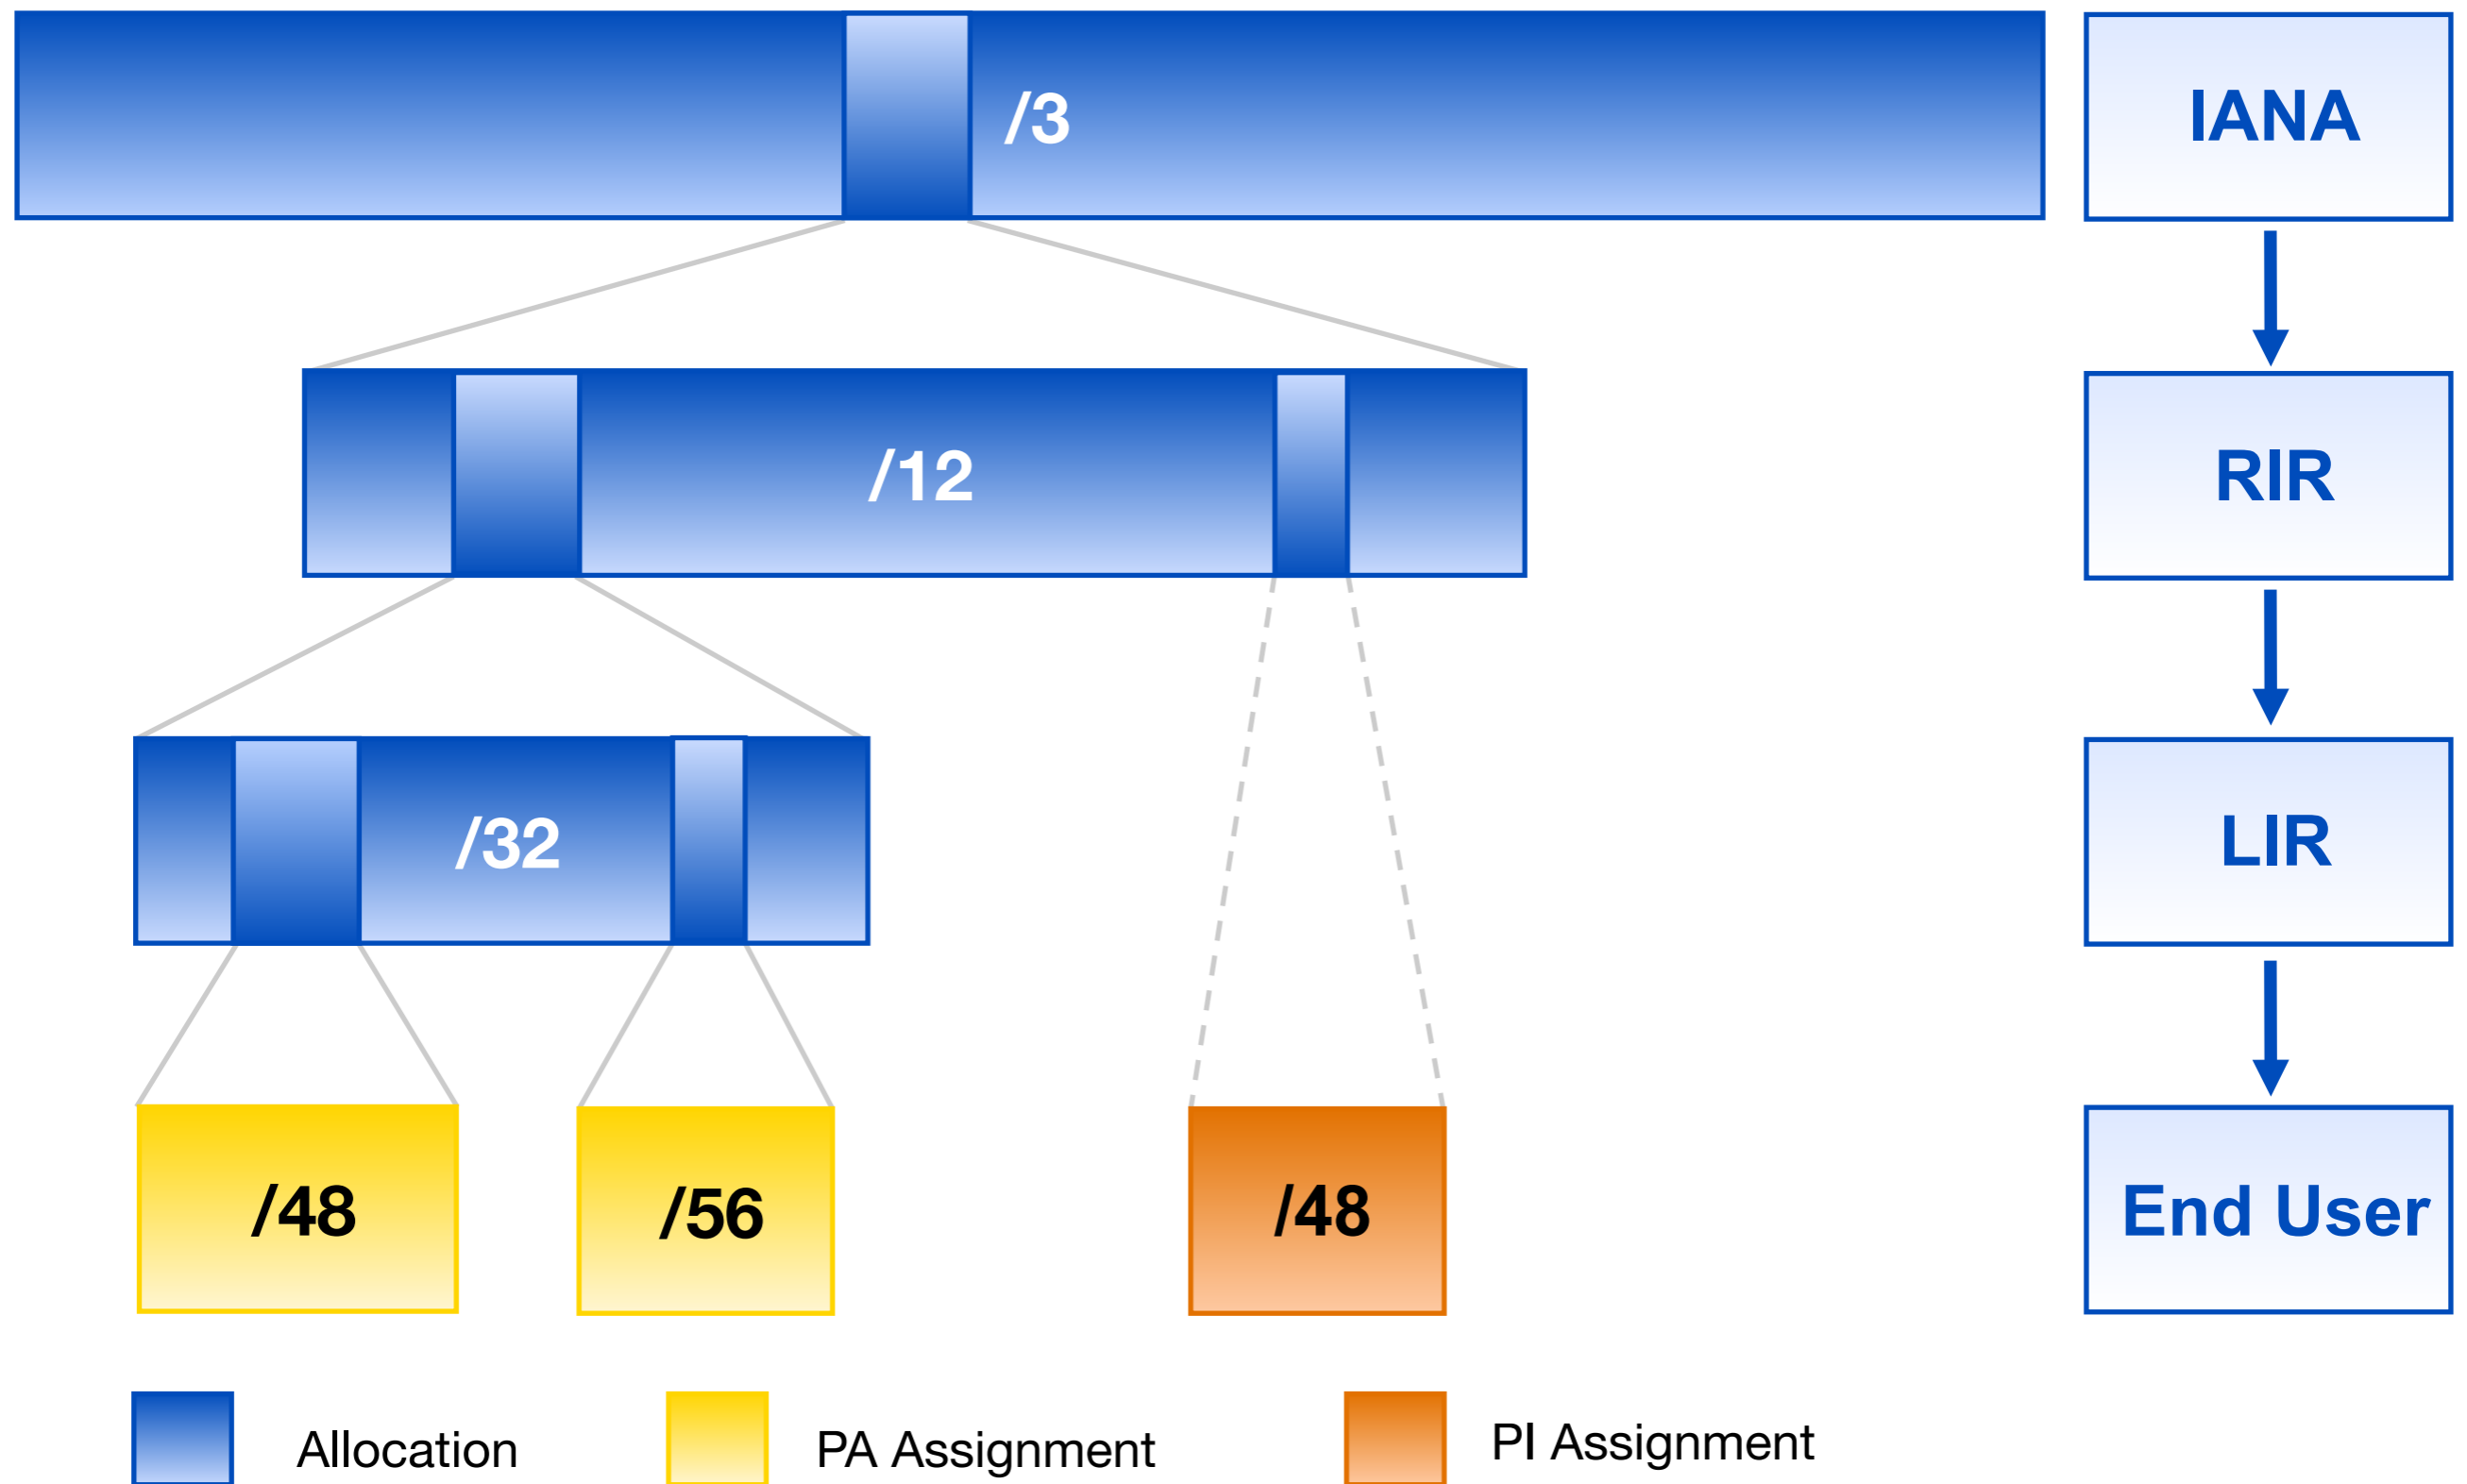 /3
IANA
/12
RIR
/32
LIR
/48
/56
/48
End User
Allocation
PA Assignment
PI Assignment